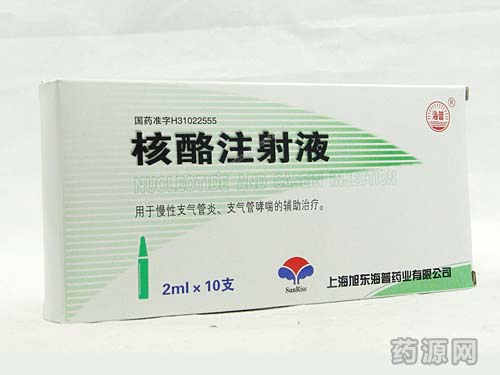 海普
®
国药准字H31022555
核酪注射液
NUCLEOTIDE AND CASEIN INJECTION
用于慢性支气管炎、支气管哮喘的辅助治疗。
2ml×10支
SunRise
上海旭东海普药业有限公司
药源网